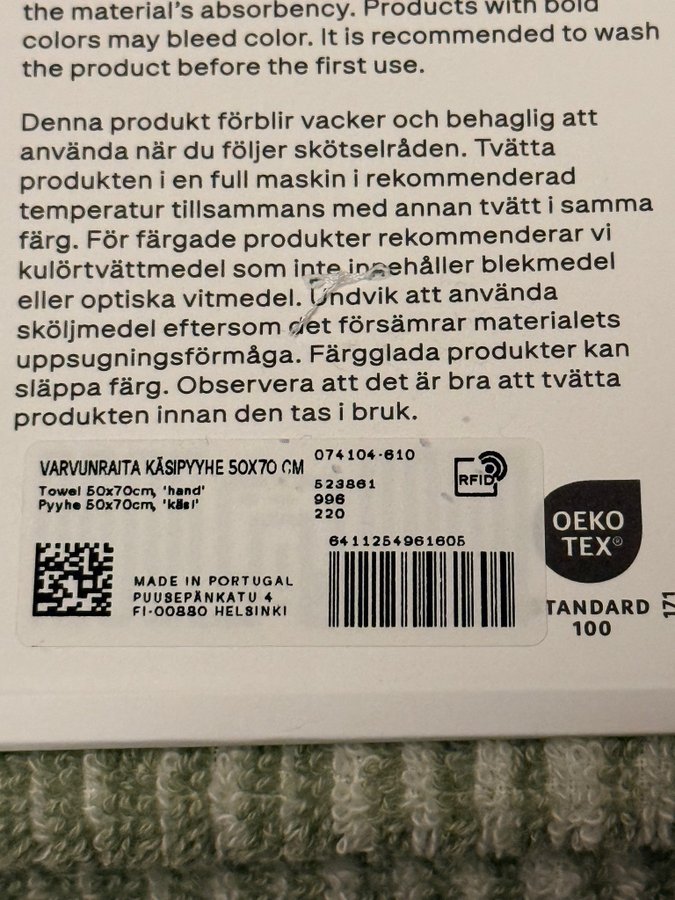 the material's absorbency. Products with bold
colors may bleed color. It is recommended to wash
the product before the first use.
Denna produkt förblir vacker och behaglig att
använda när du följer skötselråden. Tvätta
produkten i en full maskin i rekommenderad
temperatur tillsammans med annan tvätt i samma
färg. För färgade produkter rekommenderar vi
kulörtvättmedel som inte innehåller blekmedel
eller optiska vitmedel. Undvik att använda
sköljmedel eftersom det försämrar materialets
uppsugningsförmåga. Färgglada produkter kan
släppa färg. Observera att det är bra att tvätta
produkten innan den tas i bruk.
VARVUNRAITA KÄSIPYYHE 50X70 CM
Towel 50x70cm, 'hand'
Pyyhe 50x70cm, 'käsi'
074104-610
523861
996
220
RFID
6411254961605
MADE IN PORTUGAL
PUUSEPÄNKATU 4
FI-00880 HELSINKI
OEKO
TEX®
TANDARD
100
171